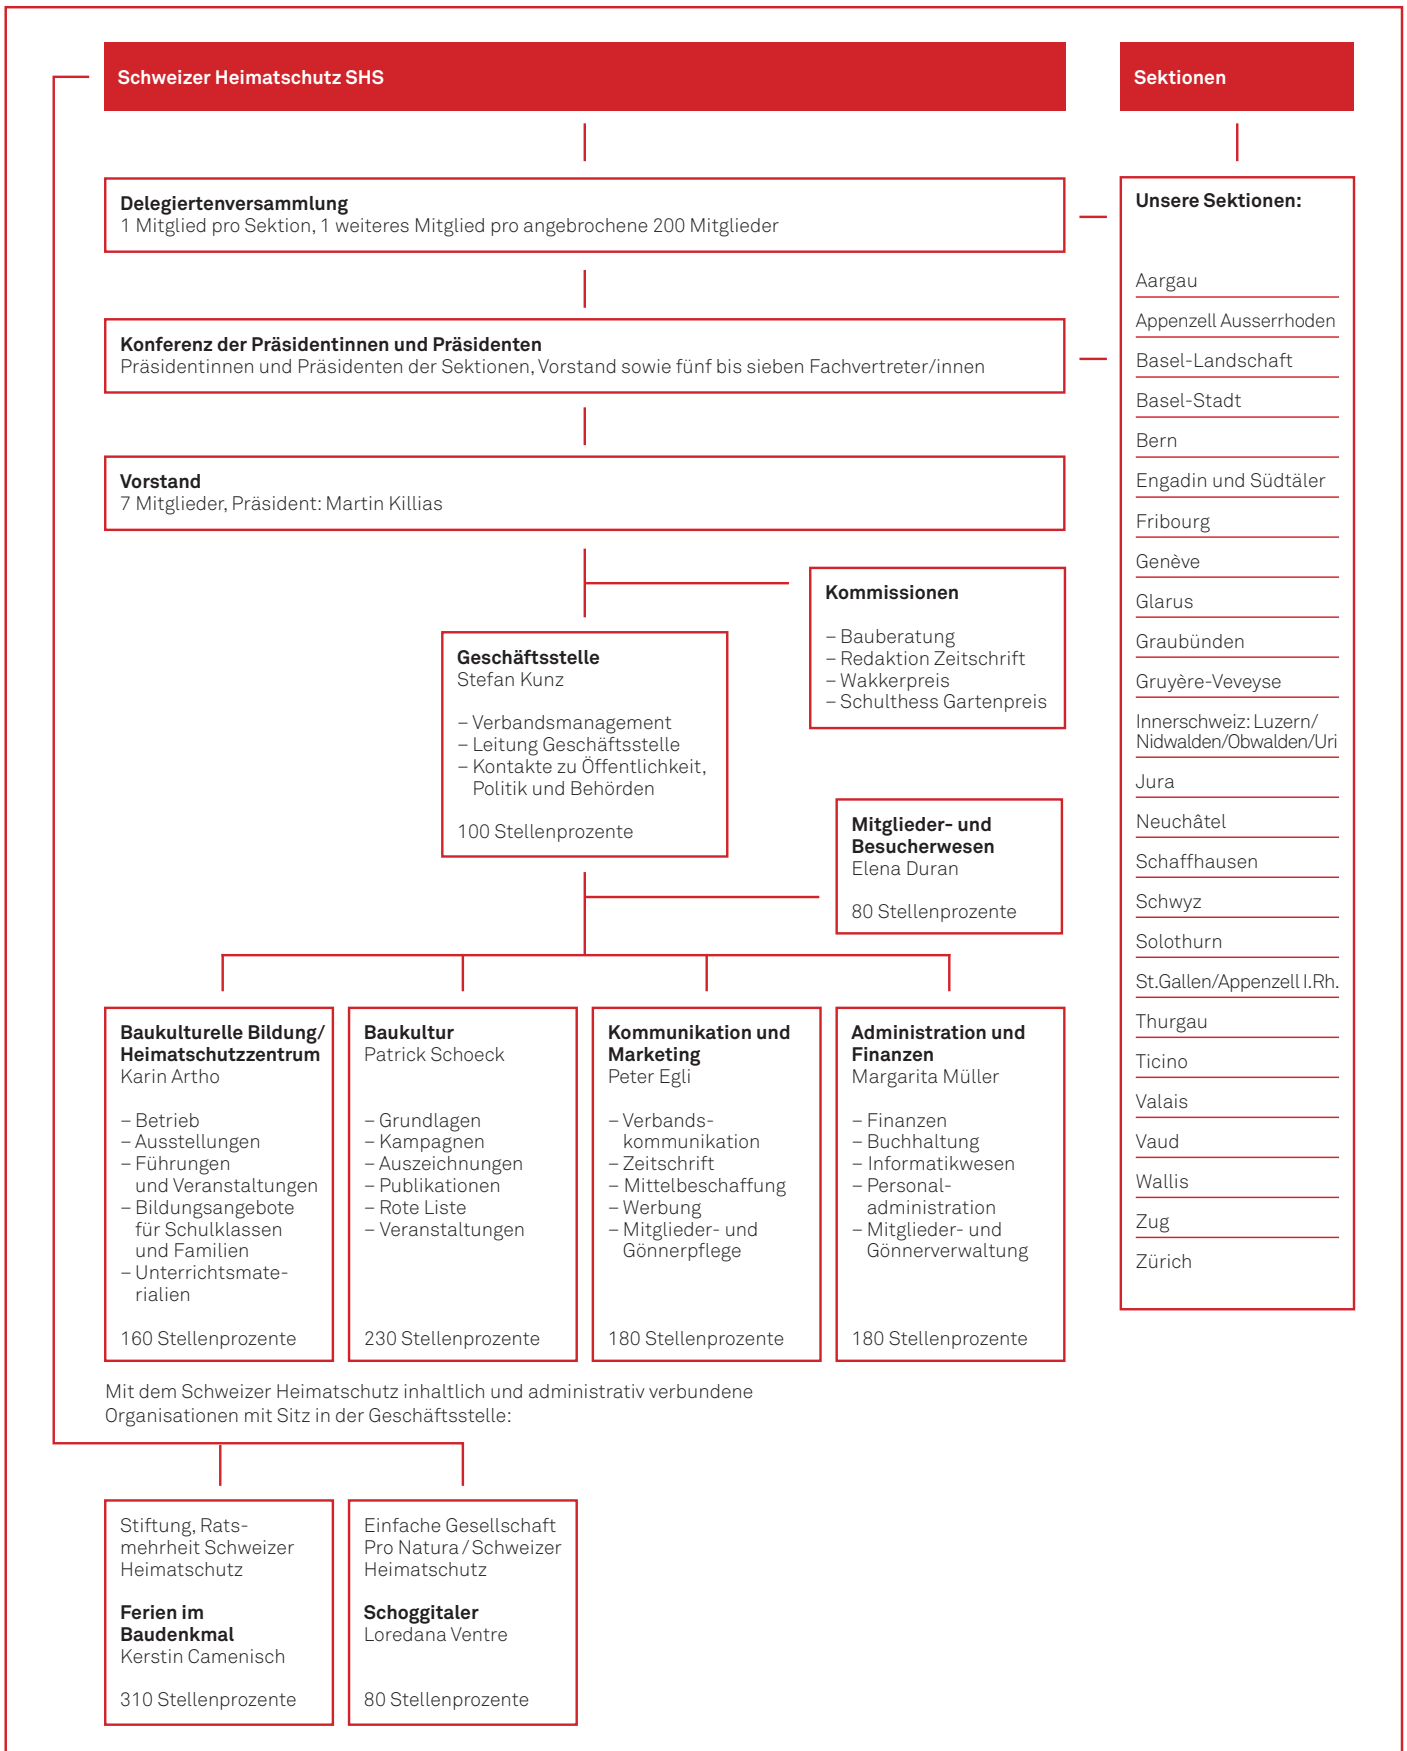 Schweizer Heimatschutz SHS
Delegiertenversammlung
1 Mitglied pro Sektion, 1 weiteres Mitglied pro angebrochene 200 Mitglieder
Konferenz der Präsidentinnen und Präsidenten
Präsidentinnen und Präsidenten der Sektionen, Vorstand sowie fünf bis sieben Fachvertreter/innen
Vorstand
7 Mitglieder, Präsident: Martin Killias
Kommissionen
– Bauberatung
– Redaktion Zeitschrift
– Wakkerpreis
– Schulthess Gartenpreis
Geschäftsstelle
Stefan Kunz
– Verbandsmanagement
– Leitung Geschäftsstelle
– Kontakte zu Öffentlichkeit,
Politik und Behörden
100 Stellenprozente
Mitglieder- und
Besucherwesen
Elena Duran
80 Stellenprozente
Baukulturelle Bildung/
Heimatschutzzentrum
Karin Artho
– Betrieb
– Ausstellungen
– Führungen
und Veranstaltungen
– Bildungsangebote
für Schulklassen
und Familien
– Unterrichtsmate-
rialien
160 Stellenprozente
Baukultur
Patrick Schoeck
– Grundlagen
– Kampagnen
– Auszeichnungen
– Publikationen
– Rote Liste
– Veranstaltungen
230 Stellenprozente
Kommunikation und
Marketing
Peter Egli
– Verbands-
kommunikation
– Zeitschrift
– Mittelbeschaffung
– Werbung
– Mitglieder- und
Gönnerpflege
180 Stellenprozente
Administration und
Finanzen
Margarita Müller
– Finanzen
– Buchhaltung
– Informatikwesen
– Personal-
administration
– Mitglieder- und
Gönnerverwaltung
180 Stellenprozente
Mit dem Schweizer Heimatschutz inhaltlich und administrativ verbundene
Organisationen mit Sitz in der Geschäftsstelle:
Stiftung, Rats-
mehrheit Schweizer
Heimatschutz
Ferien im
Baudenkmal
Kerstin Camenisch
310 Stellenprozente
Einfache Gesellschaft
Pro Natura / Schweizer
Heimatschutz
Schoggitaler
Loredana Ventre
80 Stellenprozente
Sektionen
Unsere Sektionen:
Aargau
Appenzell Ausserrhoden
Basel-Landschaft
Basel-Stadt
Bern
Engadin und Südtäler
Fribourg
Genève
Glarus
Graubünden
Gruyère-Veveyse
Innerschweiz: Luzern/
Nidwalden/Obwalden/Uri
Jura
Neuchâtel
Schaffhausen
Schwyz
Solothurn
St.Gallen/Appenzell I.Rh.
Thurgau
Ticino
Valais
Vaud
Wallis
Zug
Zürich